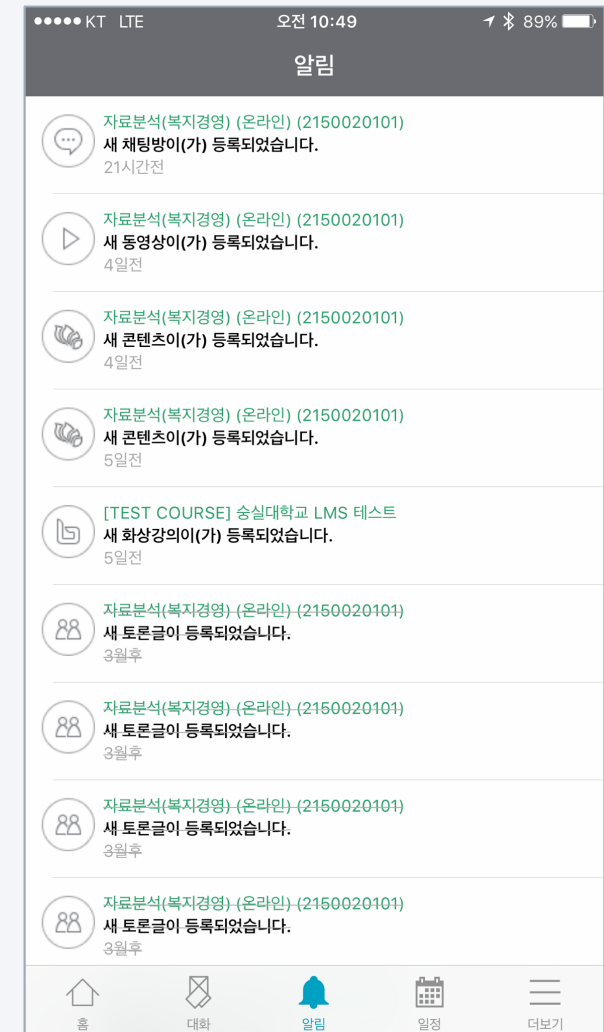 KT LTE 오전 10:49 89%
알림
자료분석(복지경영) (온라인) (2150020101)
새 채팅방이(가) 등록되었습니다.
21시간전
자료분석(복지경영) (온라인) (2150020101)
새 동영상이(가) 등록되었습니다.
4일전
자료분석(복지경영) (온라인) (2150020101)
새 콘텐츠이(가) 등록되었습니다.
4일전
자료분석(복지경영) (온라인) (2150020101)
새 콘텐츠이(가) 등록되었습니다.
5일전
[TEST COURSE] 숭실대학교 LMS 테스트
새 화상강의이(가) 등록되었습니다.
5일전
자료분석(복지경영) (온라인) (2150020101)
새 토론글이 등록되었습니다.
3월후
자료분석(복지경영) (온라인) (2150020101)
새 토론글이 등록되었습니다.
3월후
자료분석(복지경영) (온라인) (2150020101)
새 토론글이 등록되었습니다.
3월후
자료분석(복지경영) (온라인) (2150020101)
새 토론글이 등록되었습니다.
3월후
홈 대화 알림 일정 더보기